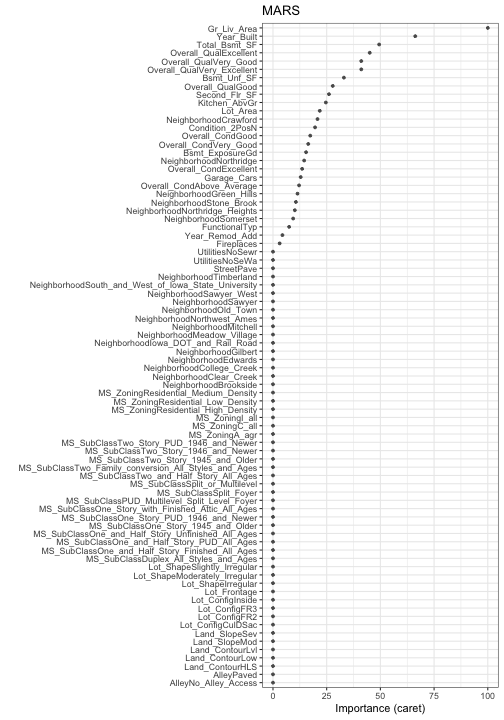 MARS
Gr_Liv_Area
Year_Built
Total_Bsmt_SF
Overall_QualExcellent
Overall_QualVery_Good
Overall_QualVery_Excellent
Bsmt_Unf_SF
Overall_QualGood
Second_Flr_SF
Kitchen_AbvGr
Lot_Area
NeighborhoodCrawford
Condition_2PosN
Overall_CondGood
Overall_CondVery_Good
Bsmt_ExposureGd
NeighborhoodNorthridge
Overall_CondExcellent
Garage_Cars
Overall_CondAbove_Average
NeighborhoodGreen_Hills
NeighborhoodStone_Brook
NeighborhoodNorthridge_Heights
NeighborhoodSomerset
FunctionalTyp
Year_Remod_Add
Fireplaces
UtilitiesNoSewr
UtilitiesNoSeWa
StreetPave
NeighborhoodTimberland
NeighborhoodSouth_and_West_of_Iowa_State_University
NeighborhoodSawyer_West
NeighborhoodSawyer
NeighborhoodOld_Town
NeighborhoodNorthwest_Ames
NeighborhoodMitchell
NeighborhoodMeadow_Village
NeighborhoodIowa_DOT_and_Rail_Road
NeighborhoodGilbert
NeighborhoodEdwards
NeighborhoodCollege_Creek
NeighborhoodClear_Creek
NeighborhoodBrookside
MS_ZoningResidential_Medium_Density
MS_ZoningResidential_Low_Density
MS_ZoningResidential_High_Density
MS_ZoningI_all
MS_ZoningC_all
MS_ZoningA_agr
MS_SubClassTwo_Story_PUD_1946_and_Newer
MS_SubClassTwo_Story_1946_and_Newer
MS_SubClassTwo_Story_1945_and_Older
MS_SubClassTwo_Family_conversion_All_Styles_and_Ages
MS_SubClassTwo_and_Half_Story_All_Ages
MS_SubClassSplit_or_Multilevel
MS_SubClassSplit_Foyer
MS_SubClassPUD_Multilevel_Split_Level_Foyer
MS_SubClassOne_Story_with_Finished_Attic_All_Ages
MS_SubClassOne_Story_PUD_1946_and_Newer
MS_SubClassOne_Story_1945_and_Older
MS_SubClassOne_and_Half_Story_Unfinished_All_Ages
MS_SubClassOne_and_Half_Story_PUD_All_Ages
MS_SubClassOne_and_Half_Story_Finished_All_Ages
MS_SubClassDuplex_All_Styles_and_Ages
Lot_ShapeSlightly_Irregular
Lot_ShapeModerately_Irregular
Lot_ShapeIrregular
Lot_Frontage
Lot_ConfigInside
Lot_ConfigFR3
Lot_ConfigFR2
Lot_ConfigCulDSac
Land_SlopeSev
Land_SlopeMod
Land_ContourLvl
Land_ContourLow
Land_ContourHLS
AlleyPaved
AlleyNo_Alley_Access
0 25 50 75 100
Importance (caret)